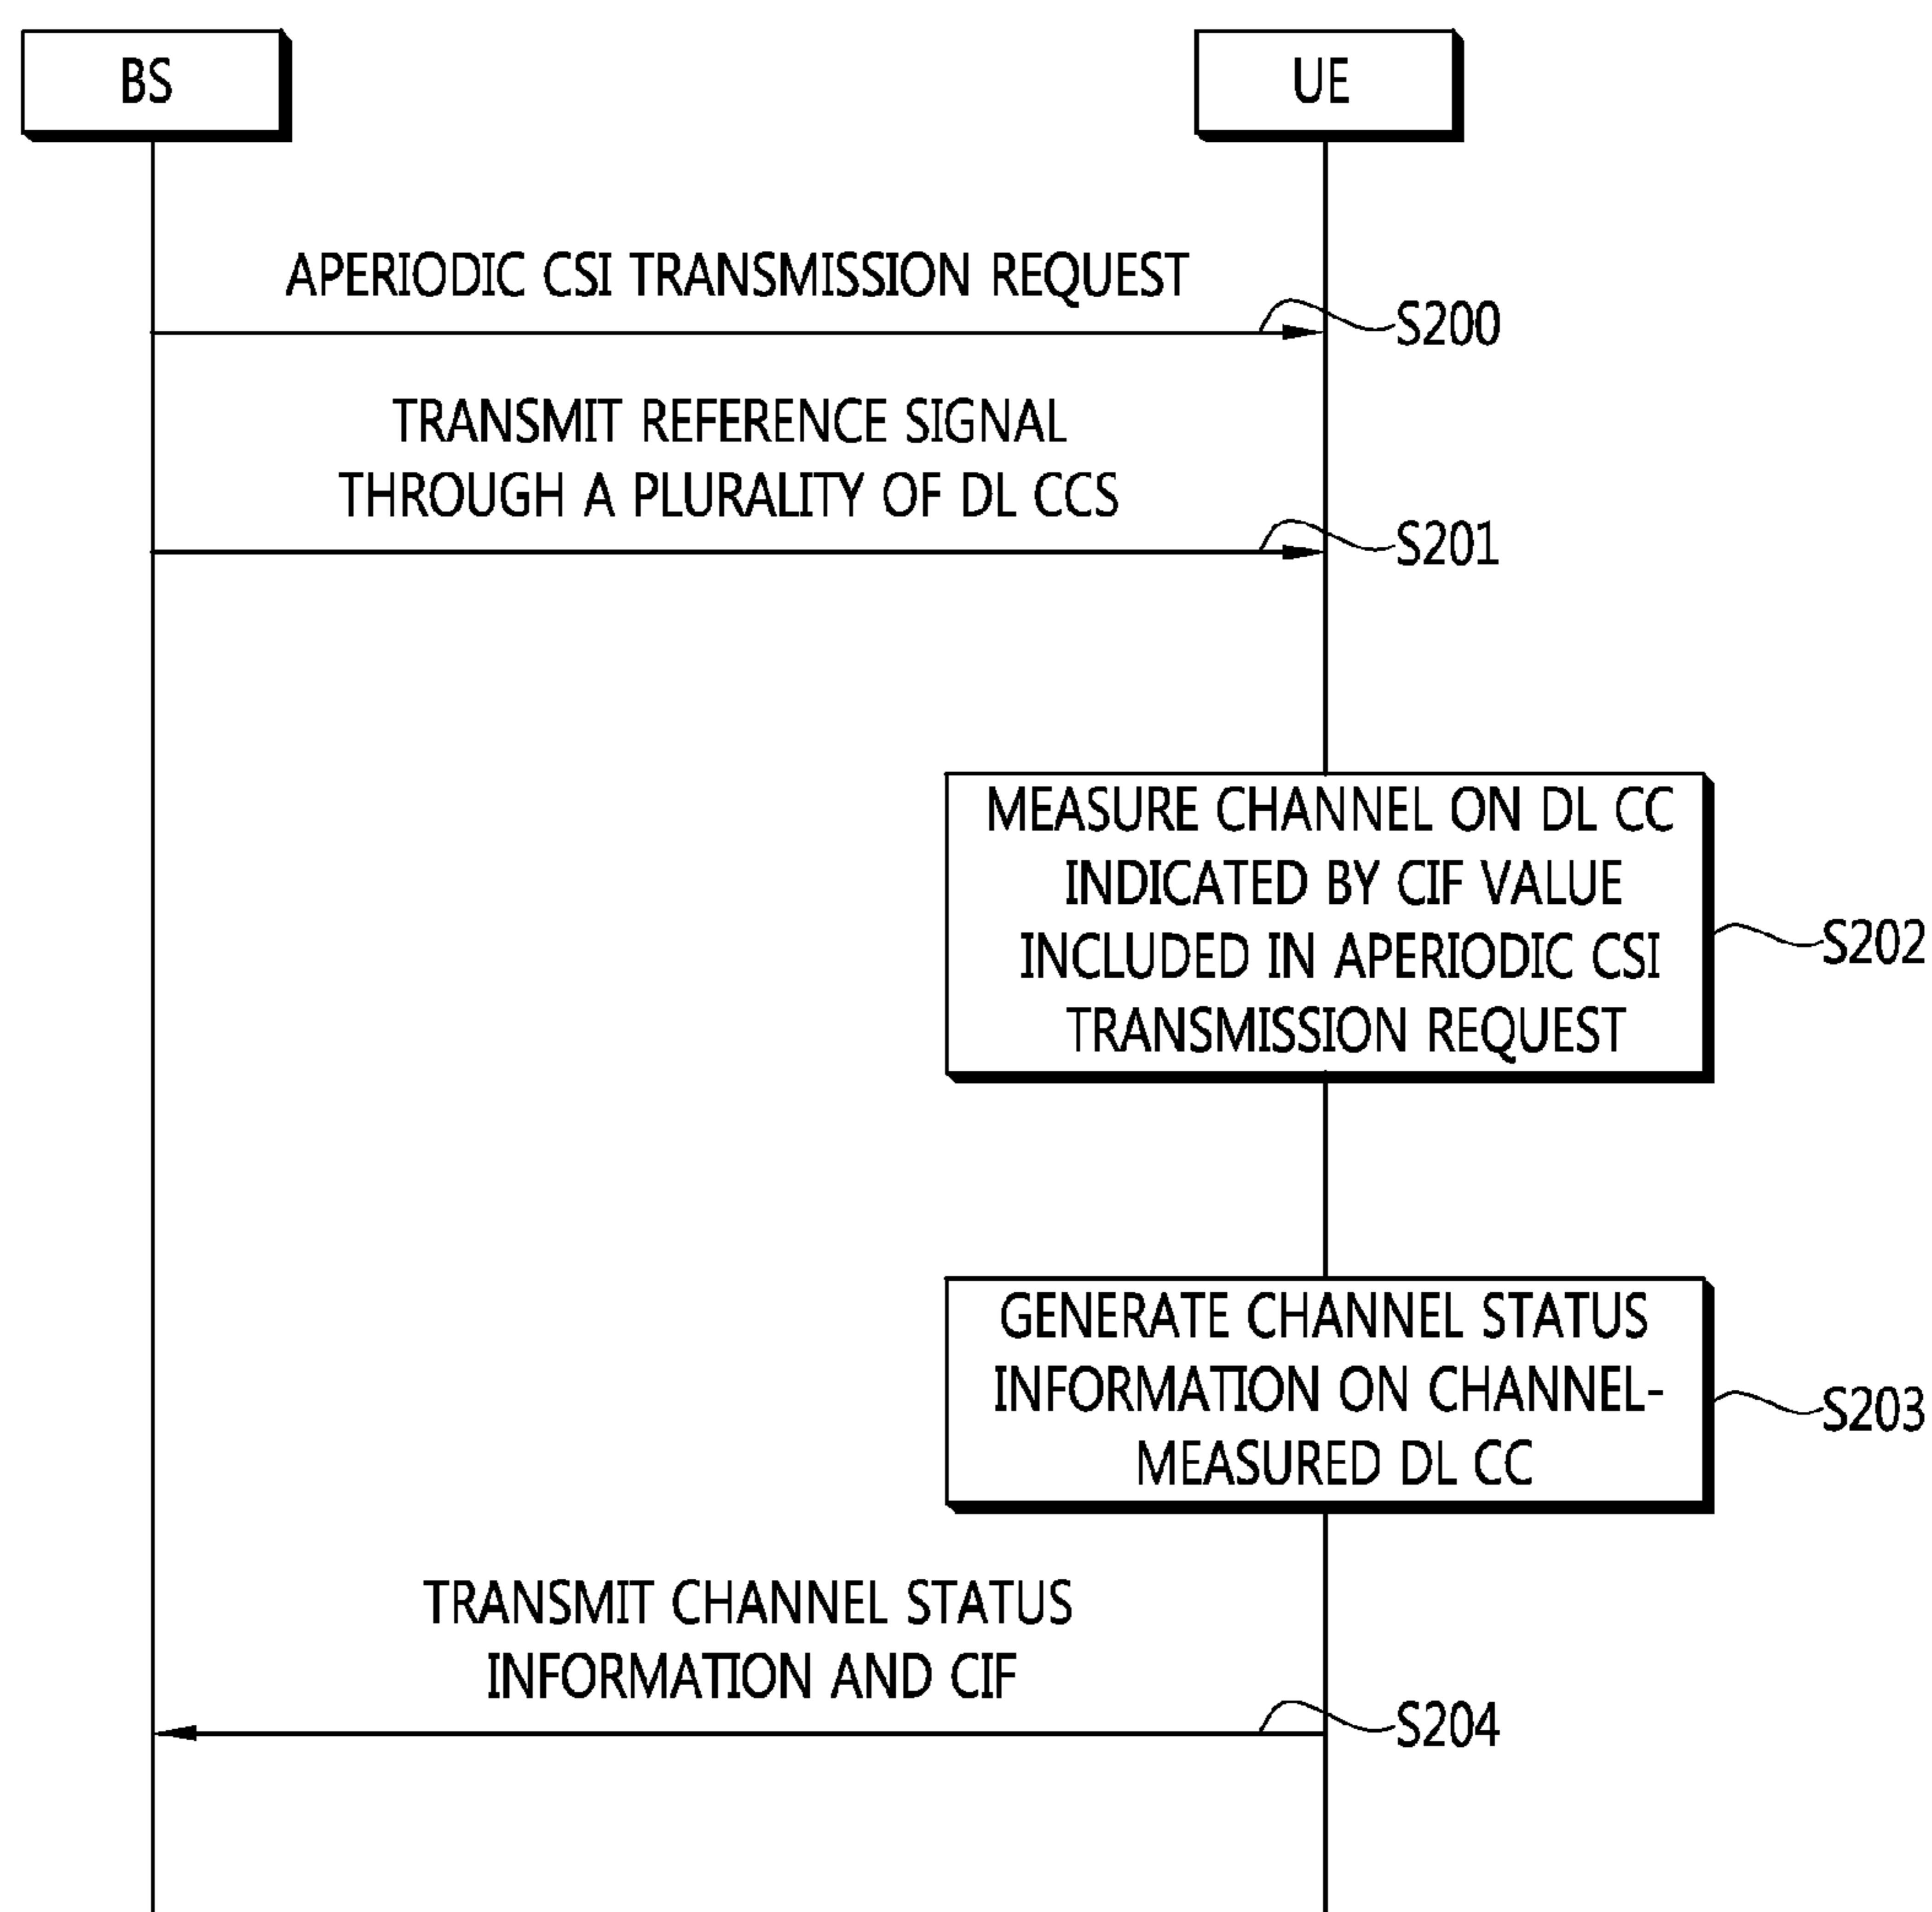 BS
UE
APERIODIC CSI TRANSMISSION REQUEST
S200
TRANSMIT REFERENCE SIGNAL
THROUGH A PLURALITY OF DL CCS
S201
MEASURE CHANNEL ON DL CC
INDICATED BY CIF VALUE
INCLUDED IN APERIODIC CSI
TRANSMISSION REQUEST
S202
GENERATE CHANNEL STATUS
INFORMATION ON CHANNEL-
MEASURED DL CC
S203
TRANSMIT CHANNEL STATUS
INFORMATION AND CIF
S204